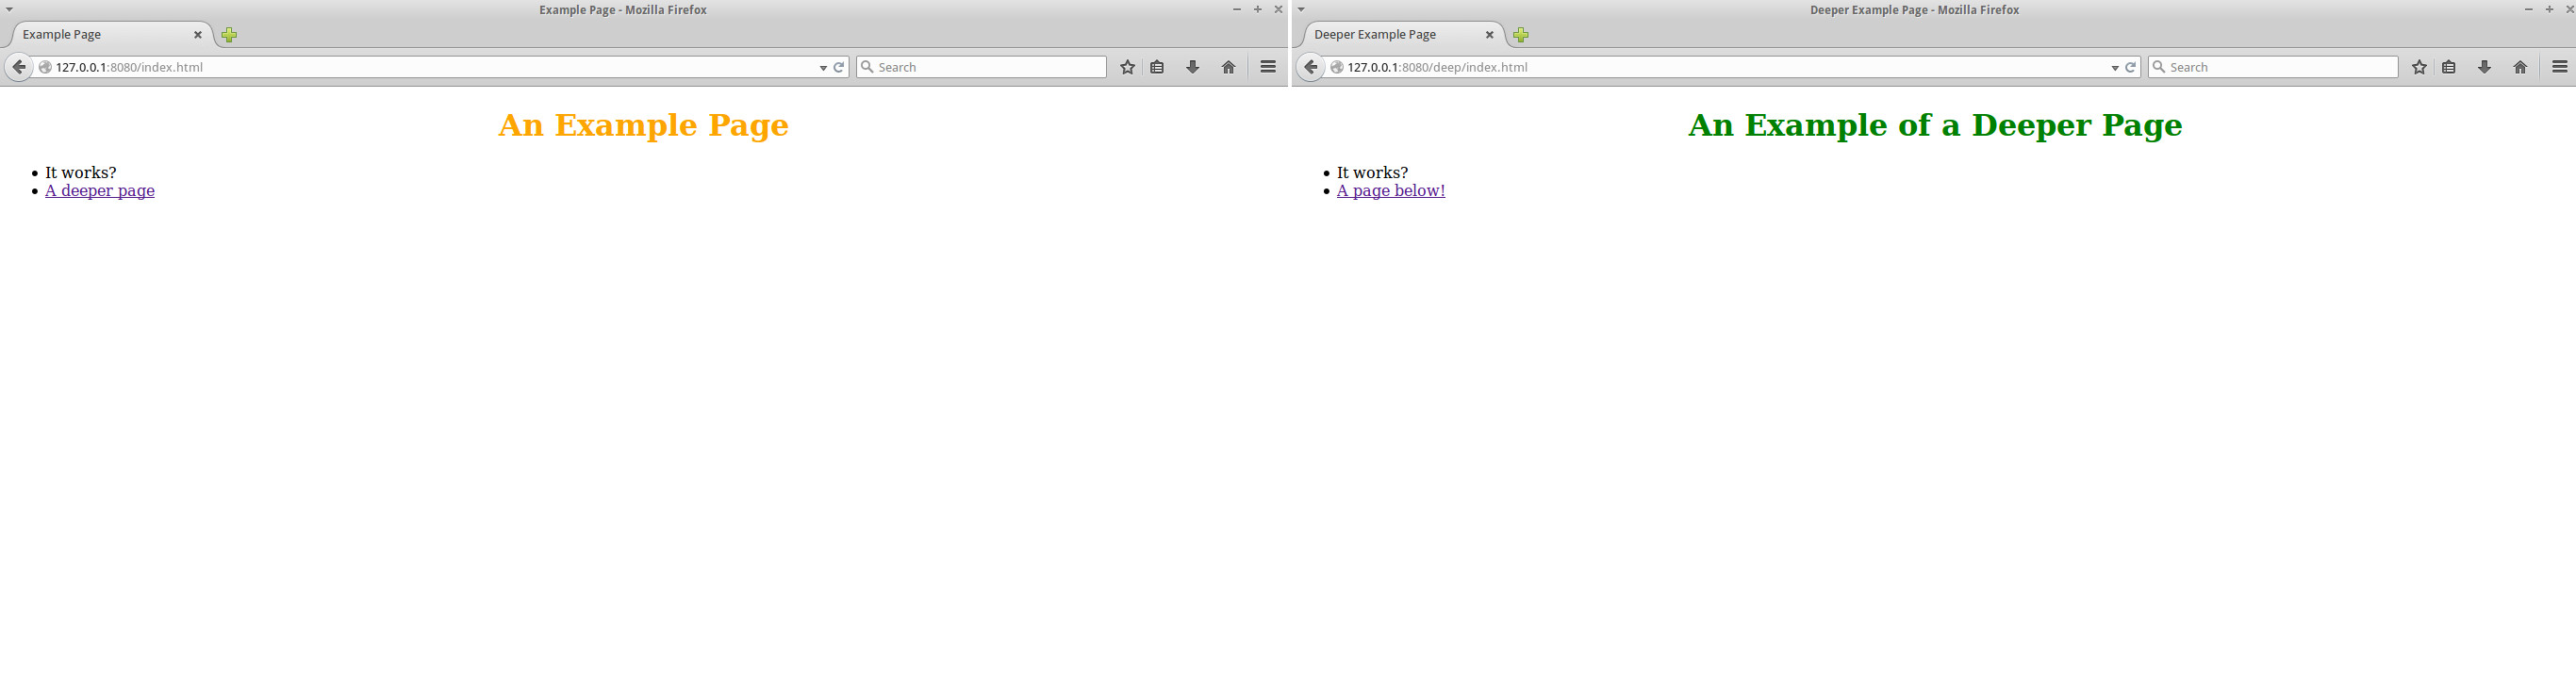 Example Page - Mozilla Firefox
Example Page
127.0.0.1:8080/index.html
Search
An Example Page
It works?
A deeper page
Deeper Example Page - Mozilla Firefox
Deeper Example Page
127.0.0.1:8080/deep/index.html
Search
An Example of a Deeper Page
It works?
A page below!